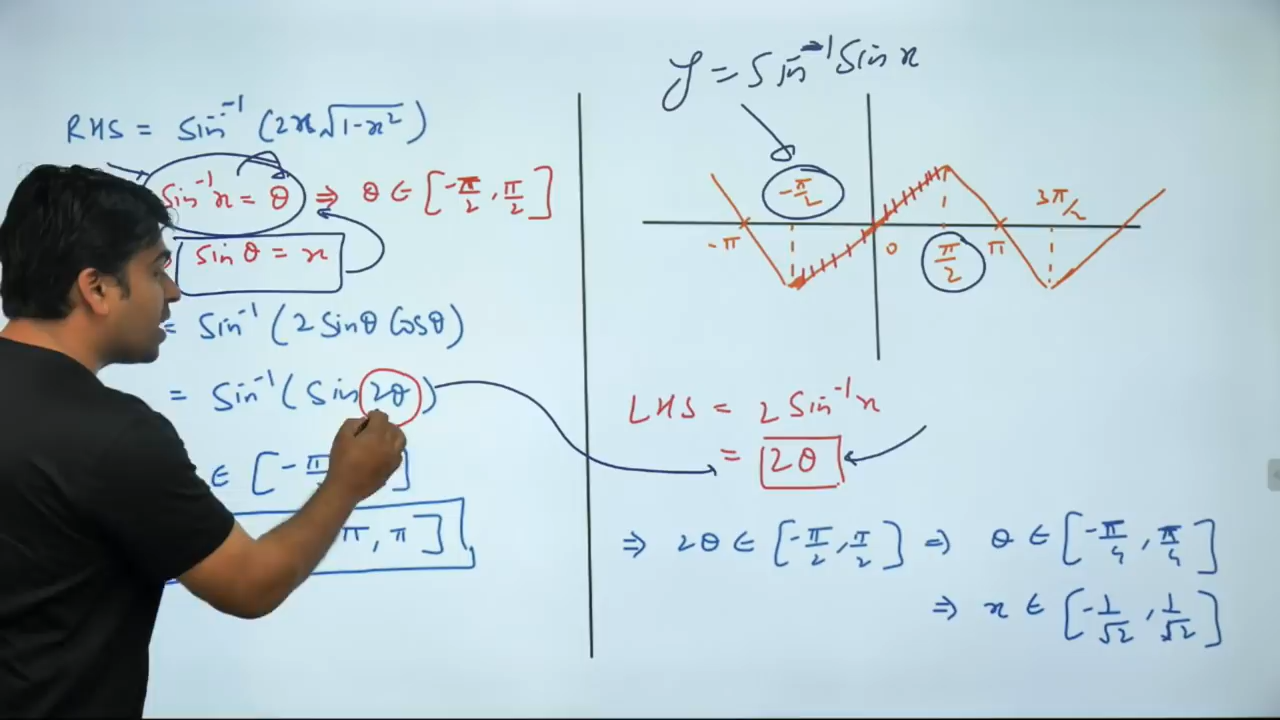 RHS = Sin⁻¹ (2x√1-x²)
Sin⁻¹x = θ ⇒ θ ∈ [-π/2, π/2]
Sin θ = x
= Sin⁻¹ (2 Sinθ Cosθ)
= Sin⁻¹ ( Sin 2θ )
∈ [-π ]
π, π ]
y = Sin⁻¹ Sin x
-π/2 3π/2
-π 0 π/2 π
LHS = 2 Sin⁻¹x
= 2θ
⇒ 2θ ∈ [-π/2, π/2] ⇒ θ ∈ [-π/4, π/4]
⇒ x ∈ [-1/√2, 1/√2]